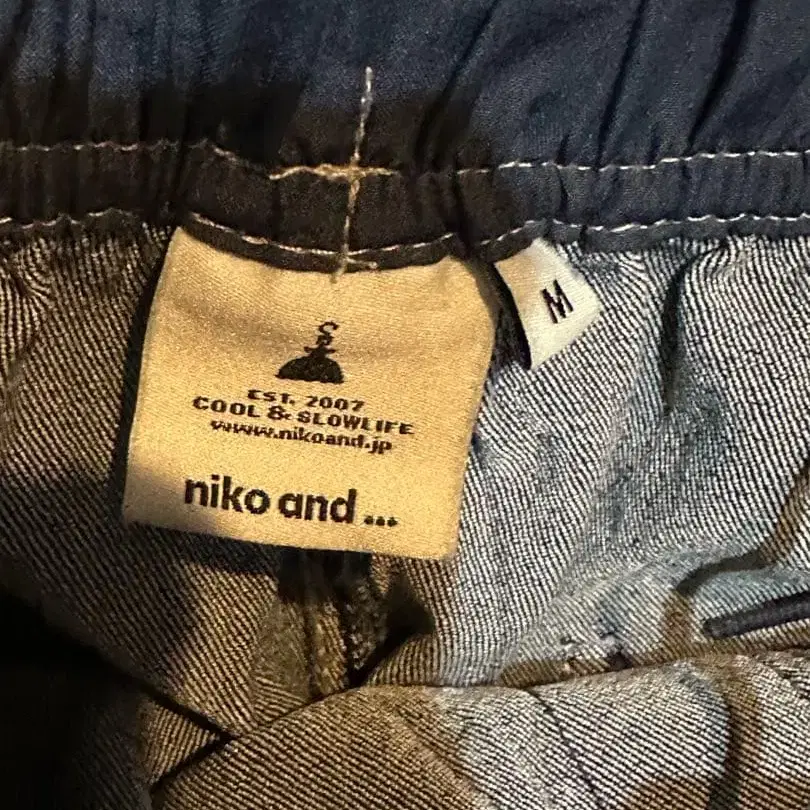 EST. 2007
COOL & SLOWLIFE
www.nikoand.jp
niko and ...
M